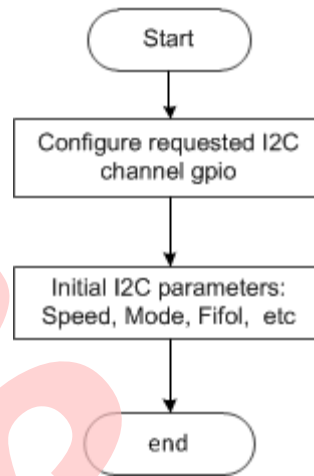 Start
Configure requested I2C
channel gpio
Initial I2C parameters:
Speed, Mode, Fifol, etc
end